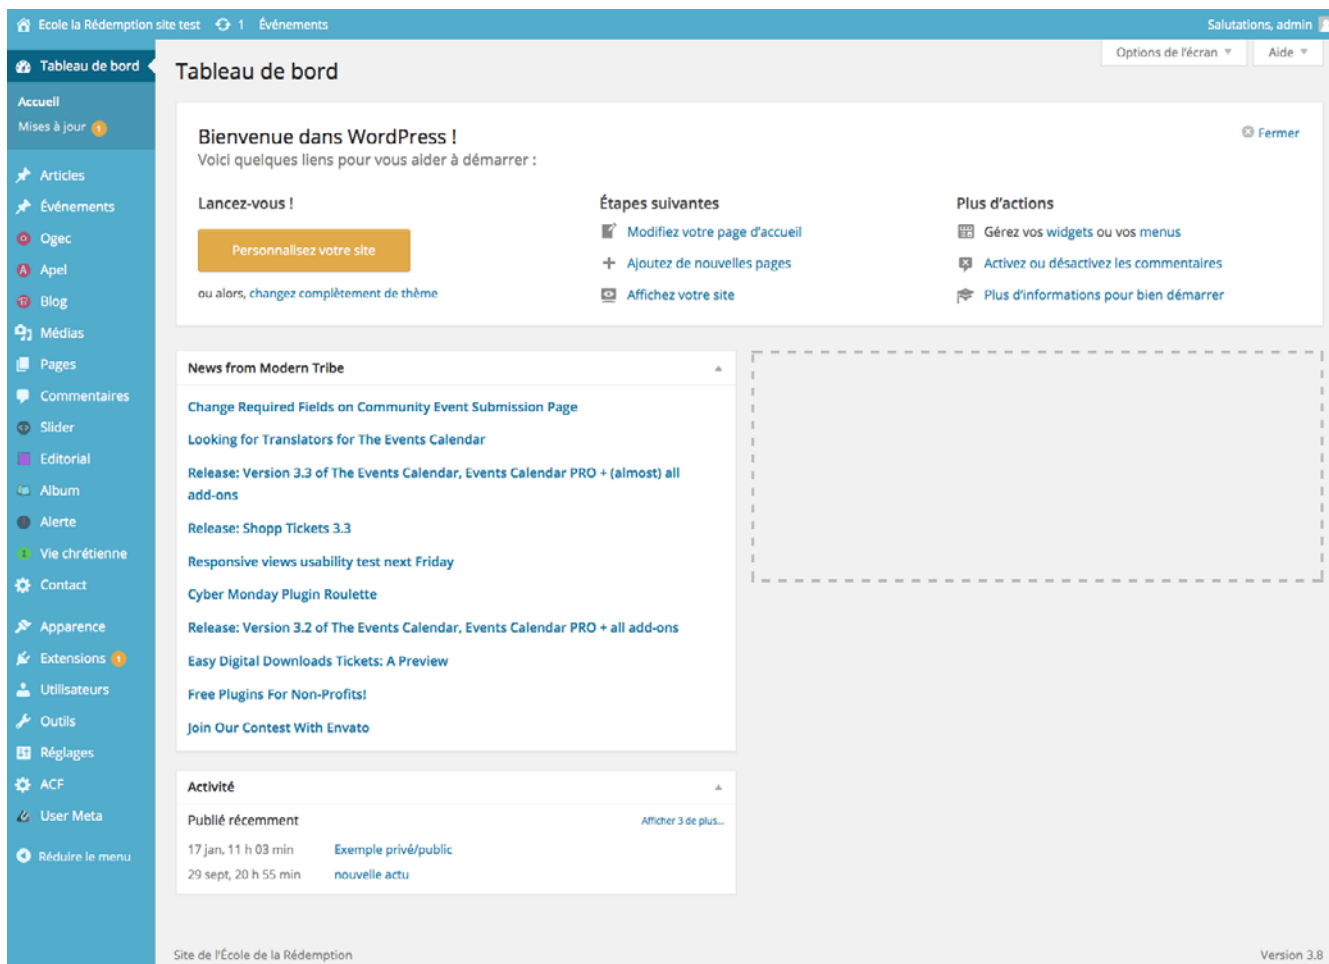 Ecole la Rédemption site test 1 Événements
Salutations, admin
Options de l'écran
Aide
Tableau de bord
Accueil
Mises à jour 1
Articles
Événements
Ogec
Apel
Blog
Médias
Pages
Commentaires
Slider
Editorial
Album
Alerte
Vie chrétienne
Contact
Apparence
Extensions 1
Utilisateurs
Outils
Réglages
ACF
User Meta
Réduire le menu
Tableau de bord
Bienvenue dans WordPress !
Fermer
Voici quelques liens pour vous aider à démarrer :
Lancez-vous !
Personnalisez votre site
ou alors, changez complètement de thème
Étapes suivantes
Modifiez votre page d'accueil
Ajoutez de nouvelles pages
Affichez votre site
Plus d'actions
Gérez vos widgets ou vos menus
Activez ou désactivez les commentaires
Plus d'informations pour bien démarrer
News from Modern Tribe
Change Required Fields on Community Event Submission Page
Looking for Translators for The Events Calendar
Release: Version 3.3 of The Events Calendar, Events Calendar PRO + (almost) all
add-ons
Release: Shopp Tickets 3.3
Responsive views usability test next Friday
Cyber Monday Plugin Roulette
Release: Version 3.2 of The Events Calendar, Events Calendar PRO + all add-ons
Easy Digital Downloads Tickets: A Preview
Free Plugins For Non-Profits!
Join Our Contest With Envato
Activité
Publié récemment
Afficher 3 de plus...
17 jan, 11 h 03 min Exemple privé/public
29 sept, 20 h 55 min nouvelle actu
Site de l'École de la Rédemption
Version 3.8